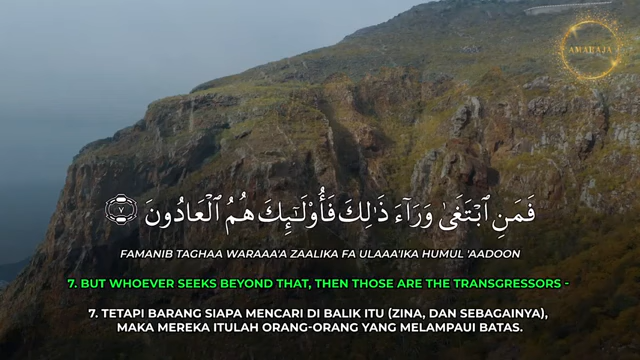 AMABAJA
فَمَنِ ٱبْتَغَىٰ وَرَآءَ ذَٰلِكَ فَأُو۟لَـٰٓئِكَ هُمُ ٱلْعَادُونَ ٧
FAMANIB TAGHAA WARAAA'A ZAALIKA FA ULAAA'IKA HUMUL 'AADOON
7. BUT WHOEVER SEEKS BEYOND THAT, THEN THOSE ARE THE TRANSGRESSORS -
7. TETAPI BARANG SIAPA MENCARI DI BALIK ITU (ZINA, DAN SEBAGAINYA),
MAKA MEREKA ITULAH ORANG-ORANG YANG MELAMPAUI BATAS.